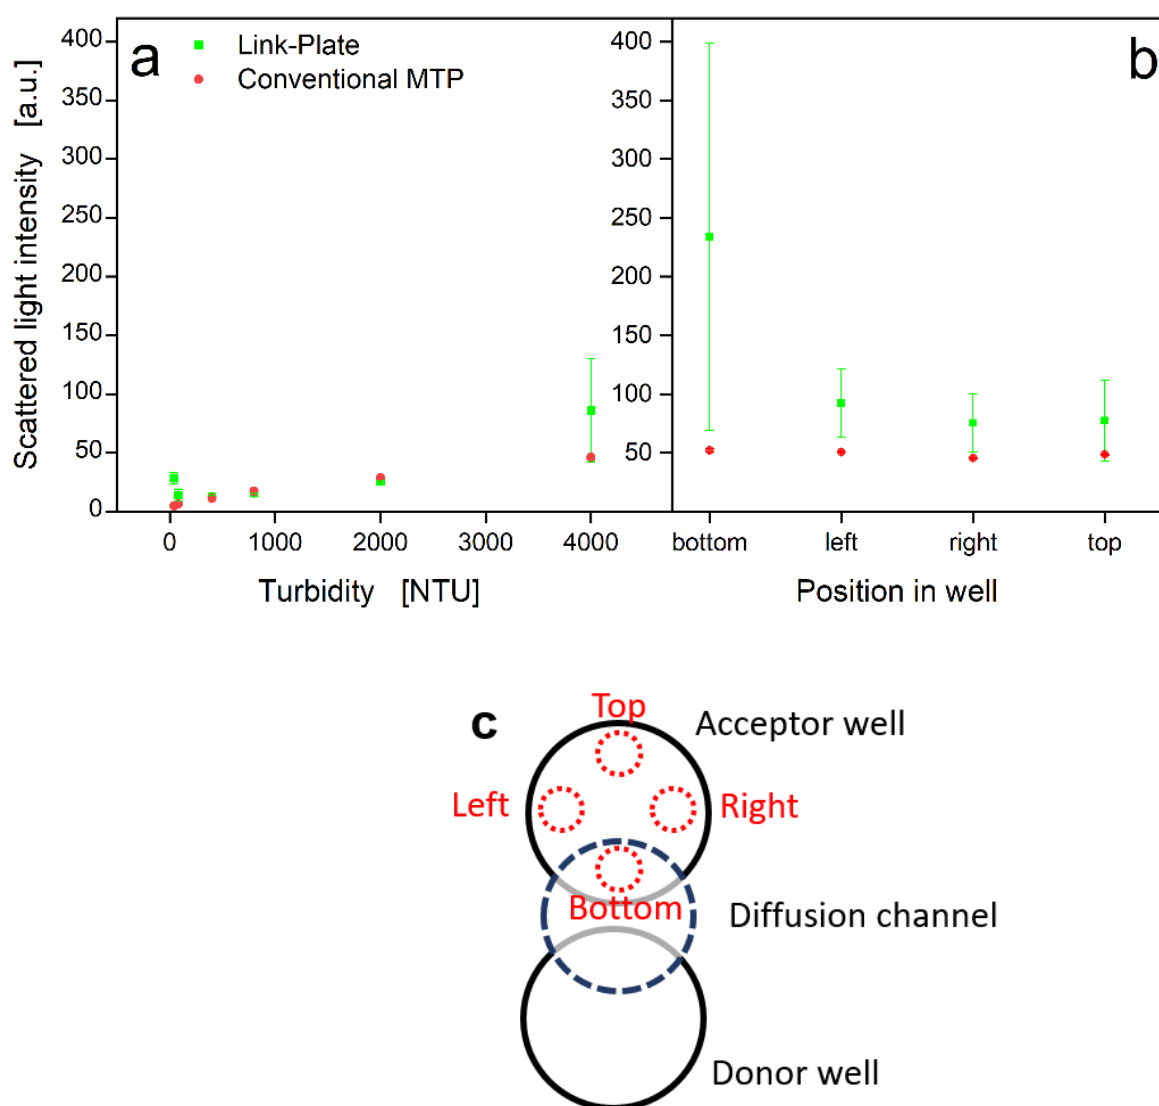 a
Link-Plate
Conventional MTP
Scattered light intensity [a.u.]
400
350
300
250
200
150
100
50
0
0 1000 2000 3000 4000
Turbidity [NTU]
b
400
350
300
250
200
150
100
50
bottom left right top
Position in well
c
Top
Acceptor well
Left
Right
Bottom
Diffusion channel
Donor well